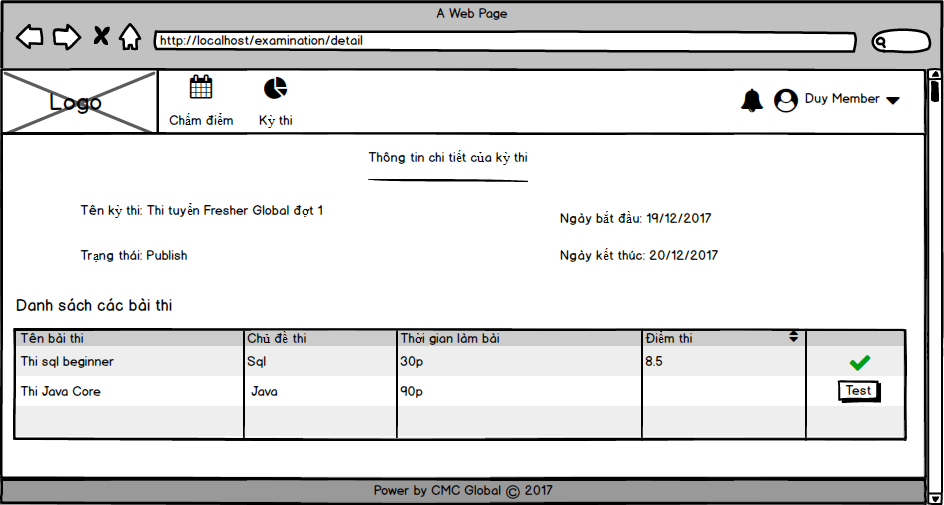 A Web Page
http://localhost/examination/detail
Logo
Chấm điểm
Kỳ thi
Duy Member
Thông tin chi tiết của kỳ thi
Tên kỳ thi: Thi tuyển Fresher Global đợt 1
Ngày bắt đầu: 19/12/2017
Trạng thái: Publish
Ngày kết thúc: 20/12/2017
Danh sách các bài thi
Tên bài thi Chủ đề thi Thời gian làm bài Điểm thi
Thi sql beginner Sql 30p 8.5
Thi Java Core Java 90p Test
Power by CMC Global © 2017